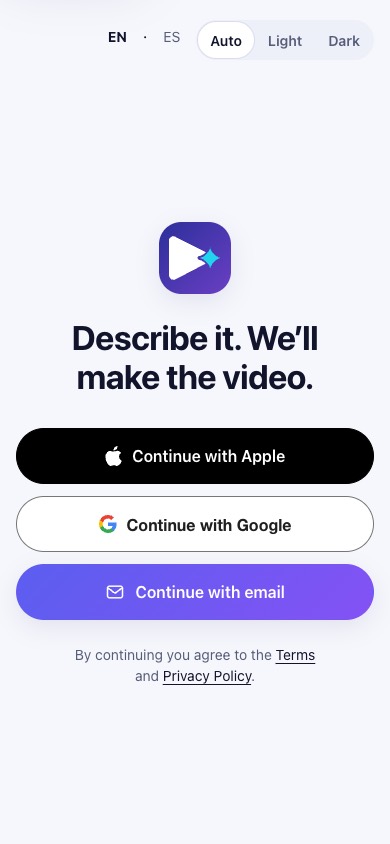 EN · ES Auto Light Dark
Describe it. We’ll
make the video.
Continue with Apple
Continue with Google
Continue with email
By continuing you agree to the Terms
and Privacy Policy.